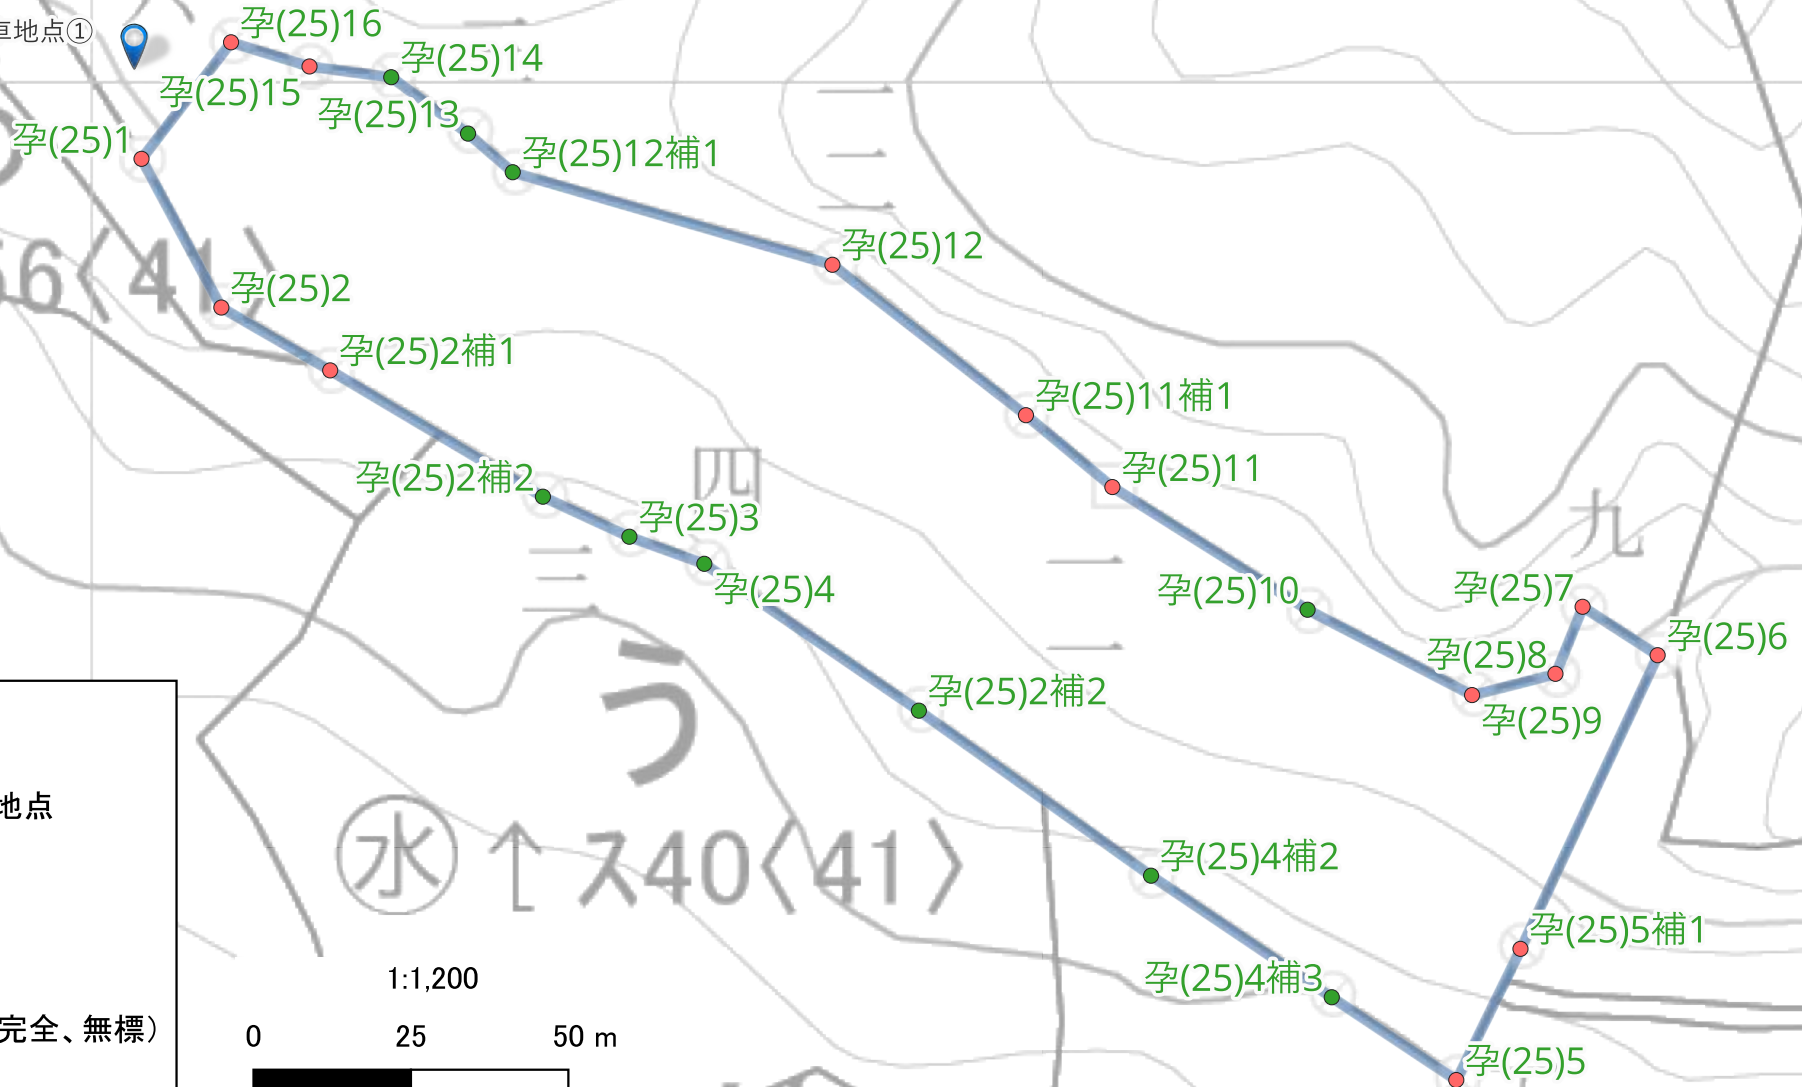 車地点①
孕(25)16
孕(25)14
孕(25)15
孕(25)13
孕(25)1
孕(25)12補1
二
三
孕(25)12
56〈41〉
孕(25)2
孕(25)2補1
孕(25)11補1
孕(25)11
四
孕(25)2補2
孕(25)3
九
三
二
孕(25)4
孕(25)10
孕(25)7
孕(25)6
孕(25)8
孕(25)9
う
孕(25)2補2
地点
水 ↑ス40〈41〉
孕(25)4補2
孕(25)5補1
1:1,200
孕(25)4補3
完全、無標）
0 25 50 m
孕(25)5